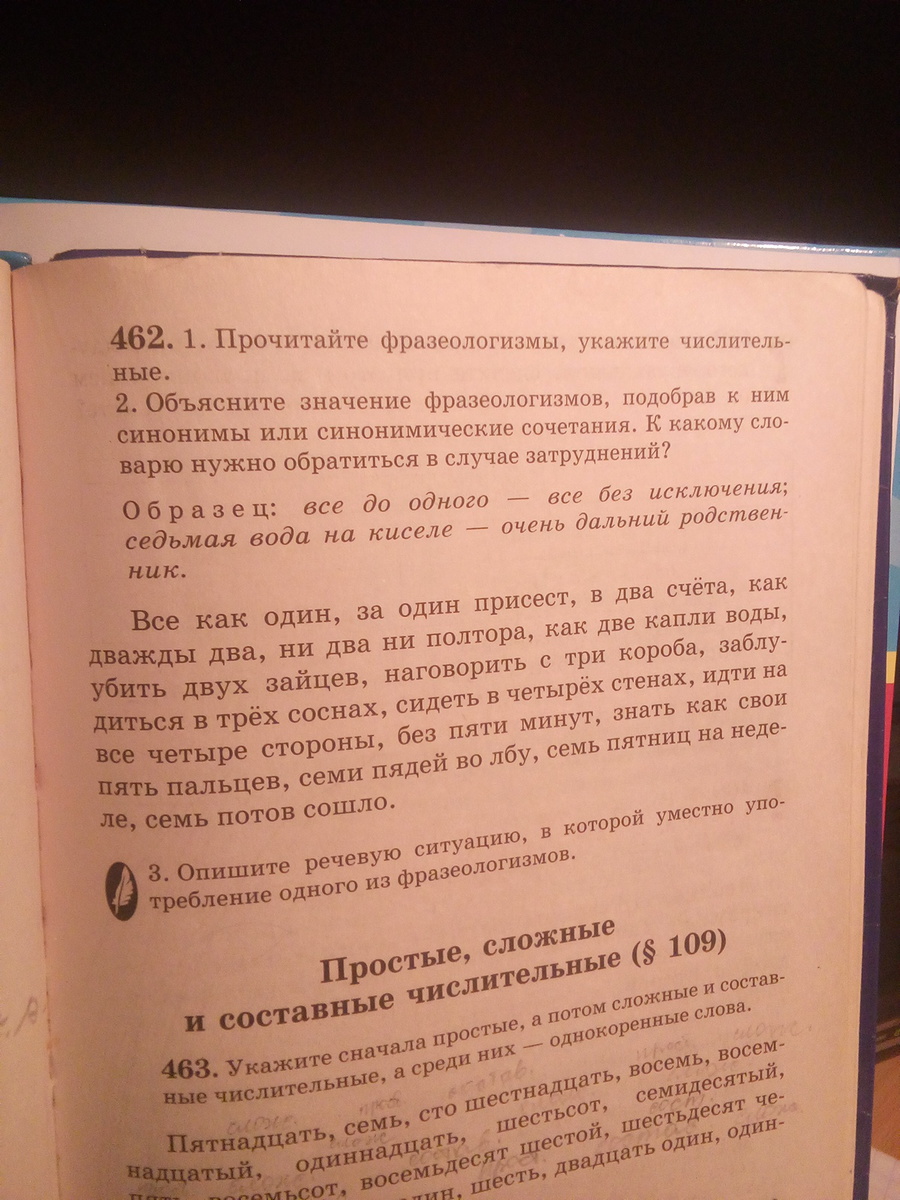 462. 1. Прочитайте фразеологизмы, укажите числитель-
ные.
2. Объясните значение фразеологизмов, подобрав к ним
синонимы или синонимические сочетания. К какому сло-
варю нужно обратиться в случае затруднений?
Образец: все до одного — все без исключения;
седьмая вода на киселе — очень дальний родствен-
ник.
Все как один, за один присест, в два счёта, как
дважды два, ни два ни полтора, как две капли воды,
убить двух зайцев, наговорить с три короба, заблу-
диться в трёх соснах, сидеть в четырёх стенах, идти на
все четыре стороны, без пяти минут, знать как свои
пять пальцев, семи пядей во лбу, семь пятниц на неде-
ле, семь потов сошло.
3. Опишите речевую ситуацию, в которой уместно упо-
требление одного из фразеологизмов.
Простые, сложные
и составные числительные (§ 109)
463. Укажите сначала простые, а потом сложные и состав-
ные числительные, а среди них — однокоренные слова.
Пятнадцать, семь, сто шестнадцать, восемь, восем-
надцатый, одиннадцать, шестьсот, семидесятый,
восемьсот, восемьдесят шестой, шестьдесят че-
шесть, двадцать один, один-